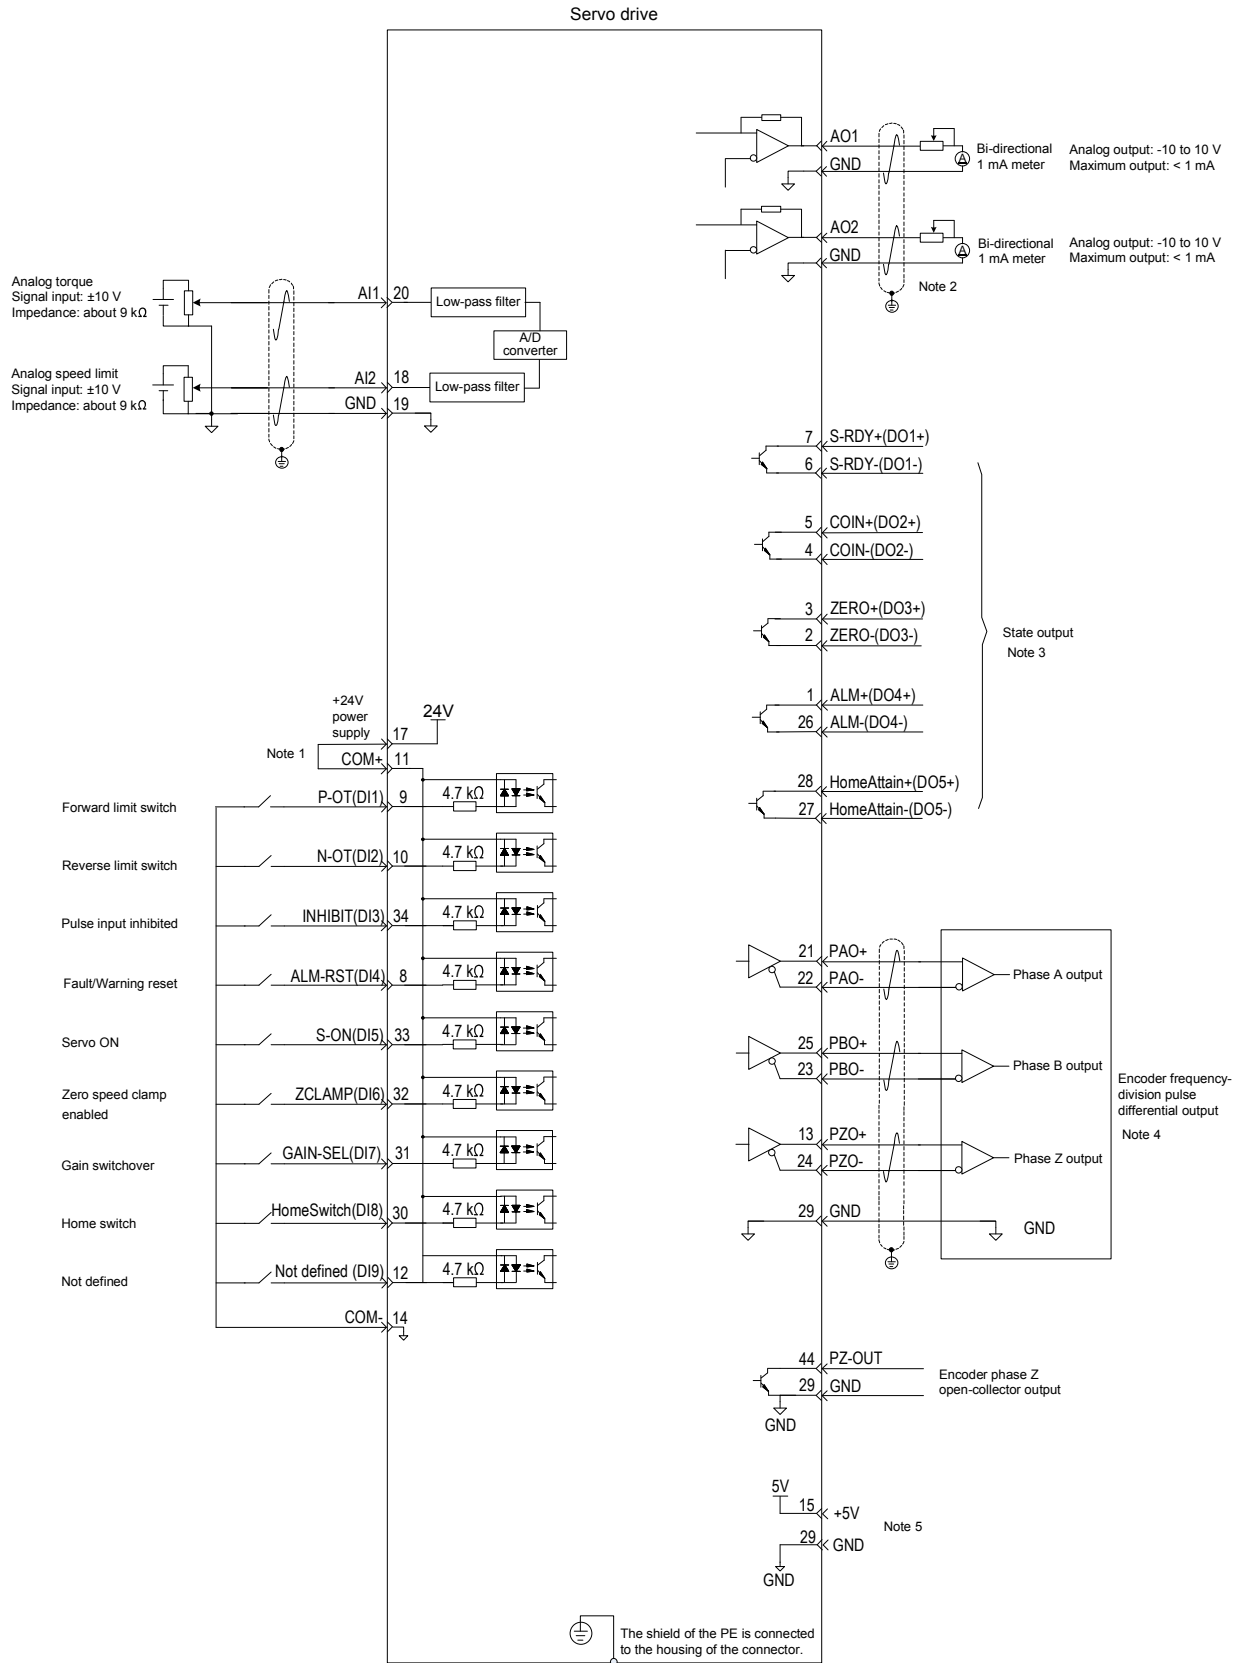 Servo drive
AO1
GND
Bi-directional
1 mA meter
Analog output: -10 to 10 V
Maximum output: < 1 mA
AO2
GND
Bi-directional
1 mA meter
Analog output: -10 to 10 V
Maximum output: < 1 mA
Note 2
Analog torque
Signal input: ±10 V
Impedance: about 9 kΩ
AI1 20
Low-pass filter
A/D
converter
Analog speed limit
Signal input: ±10 V
Impedance: about 9 kΩ
AI2 18
Low-pass filter
GND 19
7 S-RDY+(DO1+)
6 S-RDY-(DO1-)
5 COIN+(DO2+)
4 COIN-(DO2-)
3 ZERO+(DO3+)
2 ZERO-(DO3-)
1 ALM+(DO4+)
26 ALM-(DO4-)
28 HomeAttain+(DO5+)
27 HomeAttain-(DO5-)
State output
Note 3
+24V
power
supply
17
24V
Note 1
COM+ 11
Forward limit switch
P-OT(DI1) 9
4.7 kΩ
Reverse limit switch
N-OT(DI2) 10
4.7 kΩ
Pulse input inhibited
INHIBIT(DI3) 34
4.7 kΩ
Fault/Warning reset
ALM-RST(DI4) 8
4.7 kΩ
Servo ON
S-ON(DI5) 33
4.7 kΩ
Zero speed clamp
enabled
ZCLAMP(DI6) 32
4.7 kΩ
Gain switchover
GAIN-SEL(DI7) 31
4.7 kΩ
Home switch
HomeSwitch(DI8) 30
4.7 kΩ
Not defined
Not defined (DI9) 12
4.7 kΩ
COM- 14
21 PAO+
22 PAO-
Phase A output
25 PBO+
23 PBO-
Phase B output
13 PZO+
24 PZO-
Phase Z output
29 GND
GND
Encoder frequency-
division pulse
differential output
Note 4
44 PZ-OUT
29 GND
GND
Encoder phase Z
open-collector output
5V
15 +5V
Note 5
29 GND
GND
The shield of the PE is connected
to the housing of the connector.
A
A